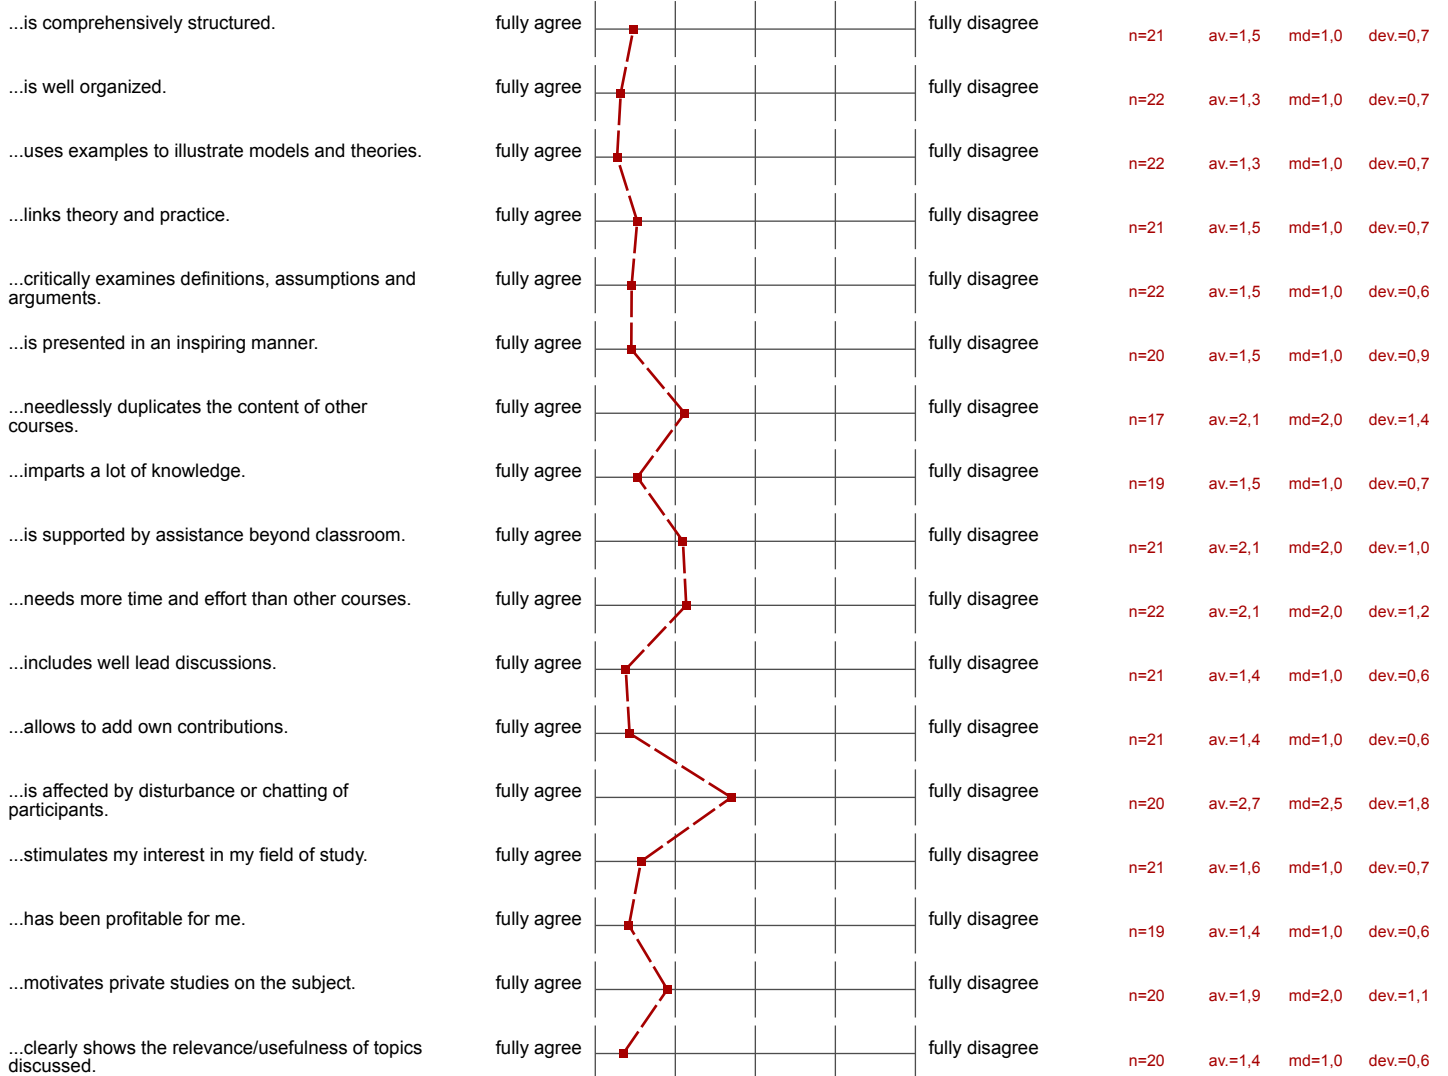 ...is comprehensively structured. fully agree fully disagree n=21 av.=1,5 md=1,0 dev.=0,7
...is well organized. fully agree fully disagree n=22 av.=1,3 md=1,0 dev.=0,7
...uses examples to illustrate models and theories. fully agree fully disagree n=22 av.=1,3 md=1,0 dev.=0,7
...links theory and practice. fully agree fully disagree n=21 av.=1,5 md=1,0 dev.=0,7
...critically examines definitions, assumptions and fully agree fully disagree n=22 av.=1,5 md=1,0 dev.=0,6
arguments.
...is presented in an inspiring manner. fully agree fully disagree n=20 av.=1,5 md=1,0 dev.=0,9
...needlessly duplicates the content of other fully agree fully disagree n=17 av.=2,1 md=2,0 dev.=1,4
courses.
...imparts a lot of knowledge. fully agree fully disagree n=19 av.=1,5 md=1,0 dev.=0,7
...is supported by assistance beyond classroom. fully agree fully disagree n=21 av.=2,1 md=2,0 dev.=1,0
...needs more time and effort than other courses. fully agree fully disagree n=22 av.=2,1 md=2,0 dev.=1,2
...includes well lead discussions. fully agree fully disagree n=21 av.=1,4 md=1,0 dev.=0,6
...allows to add own contributions. fully agree fully disagree n=21 av.=1,4 md=1,0 dev.=0,6
...is affected by disturbance or chatting of fully agree fully disagree n=20 av.=2,7 md=2,5 dev.=1,8
participants.
...stimulates my interest in my field of study. fully agree fully disagree n=21 av.=1,6 md=1,0 dev.=0,7
...has been profitable for me. fully agree fully disagree n=19 av.=1,4 md=1,0 dev.=0,6
...motivates private studies on the subject. fully agree fully disagree n=20 av.=1,9 md=2,0 dev.=1,1
...clearly shows the relevance/usefulness of topics fully agree fully disagree n=20 av.=1,4 md=1,0 dev.=0,6
discussed.